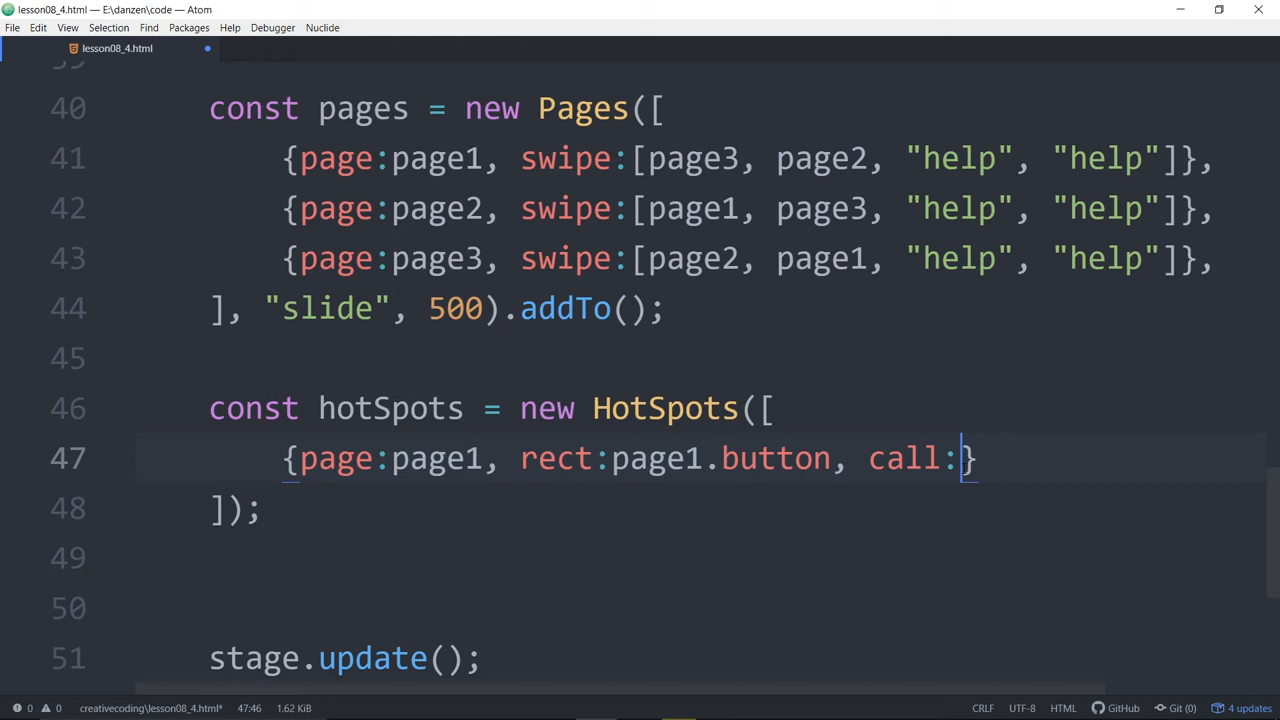 lesson08_4.html — E:\danzen\code — Atom
File Edit View Selection Find Packages Help Debugger Nuclide
lesson08_4.html
39
40 const pages = new Pages([
41 {page:page1, swipe:[page3, page2, "help", "help"]},
42 {page:page2, swipe:[page1, page3, "help", "help"]},
43 {page:page3, swipe:[page2, page1, "help", "help"]},
44 ], "slide", 500).addTo();
45
46 const hotSpots = new HotSpots([
47 {page:page1, rect:page1.button, call:}
48 ]);
49
50
51 stage.update();
0 0 creativecoding\lesson08_4.html* 47:46 1.62 KiB CRLF UTF-8 HTML GitHub Git (0) 4 updates